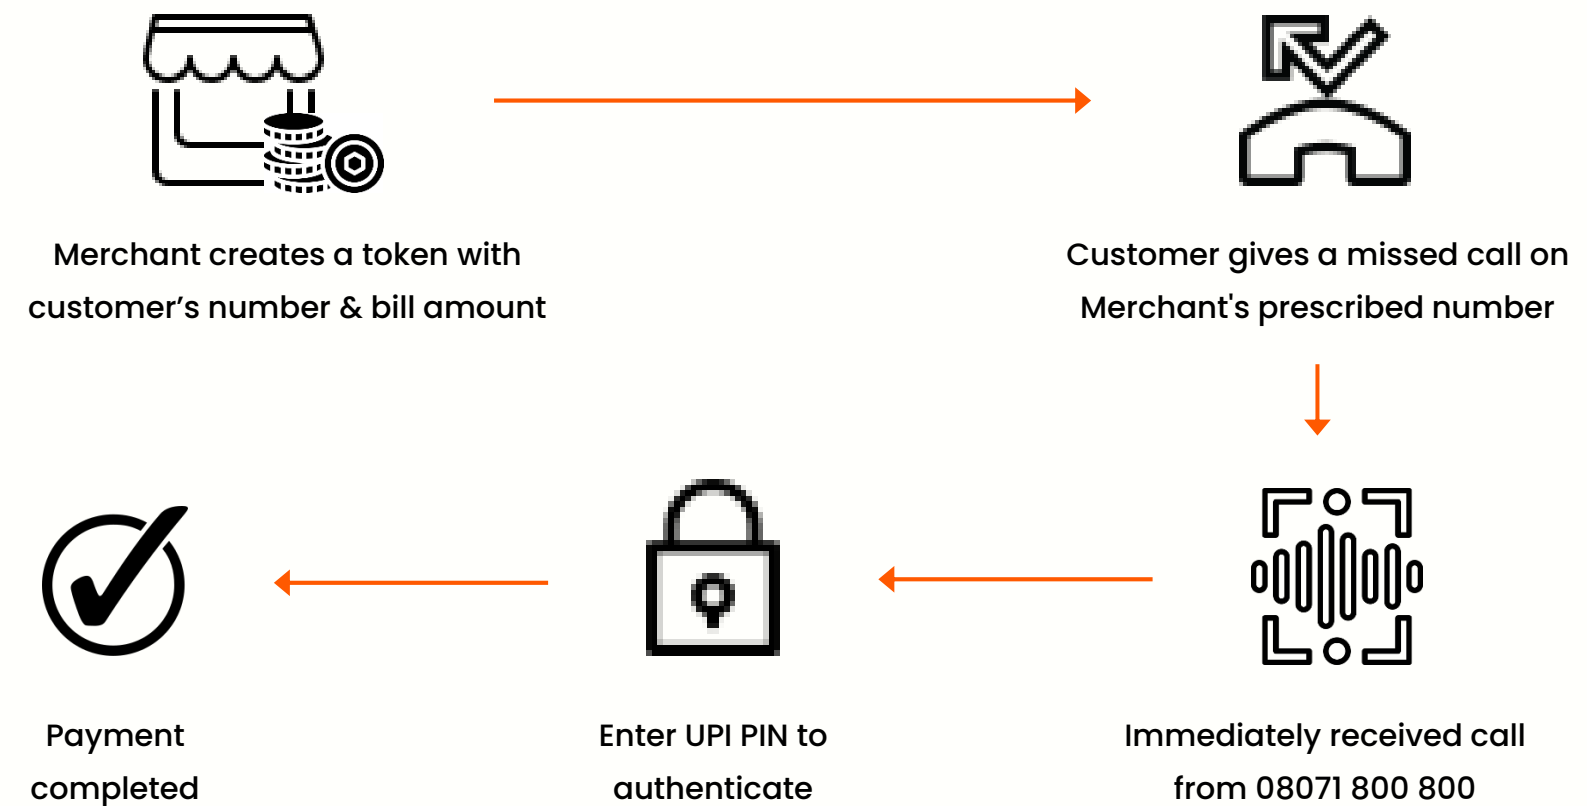 Merchant creates a token with
customer’s number & bill amount
Customer gives a missed call on
Merchant's prescribed number
Immediately received call
from 08071 800 800
Enter UPI PIN to
authenticate
Payment
completed